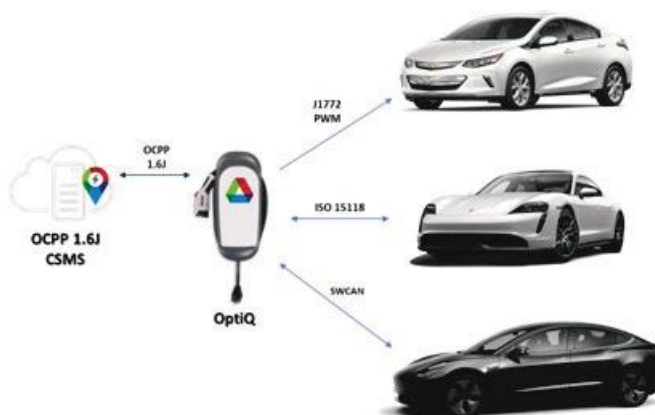 OCPP
1.6J
OCPP 1.6J
CSMS
OptiQ
J1772
PWM
ISO 15118
SWCAN